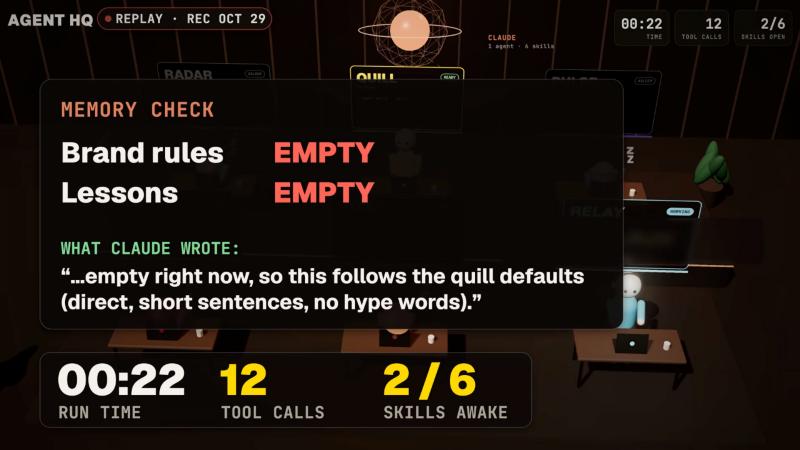 AGENT HQ
REPLAY · REC OCT 29
CLAUDE
1 agent · 6 skills
00:22
TIME
12
TOOL CALLS
2/6
SKILLS OPEN
RADAR
QUILL
READY
RELAY
WORKING
MEMORY CHECK
Brand rules EMPTY
Lessons EMPTY
WHAT CLAUDE WROTE:
“…empty right now, so this follows the quill defaults
(direct, short sentences, no hype words).”
00:22 12 2 / 6
RUN TIME TOOL CALLS SKILLS AWAKE